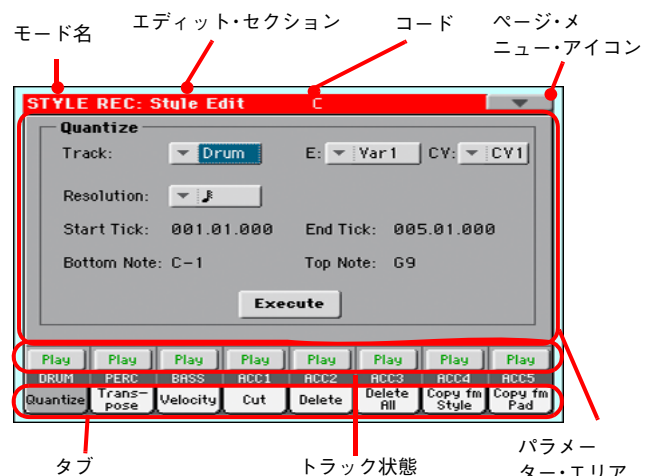 モード名
エディット・セクション
コード
ページ・メ
ニュー・アイコン
STYLE REC: Style Edit C
Quantize
Track: Drum E: Var1 CV: CV1
Resolution:
Start Tick: 001.01.000 End Tick: 005.01.000
Bottom Note: C-1 Top Note: G9
Execute
Play Play Play Play Play Play Play Play
DRUM PERC BASS ACC1 ACC2 ACC3 ACC4 ACC5
Quantize Trans-
pose Velocity Cut Delete Delete
All Copy fm
Style Copy fm
Pad
タブ
トラック状態
パラメー
ター・エリア